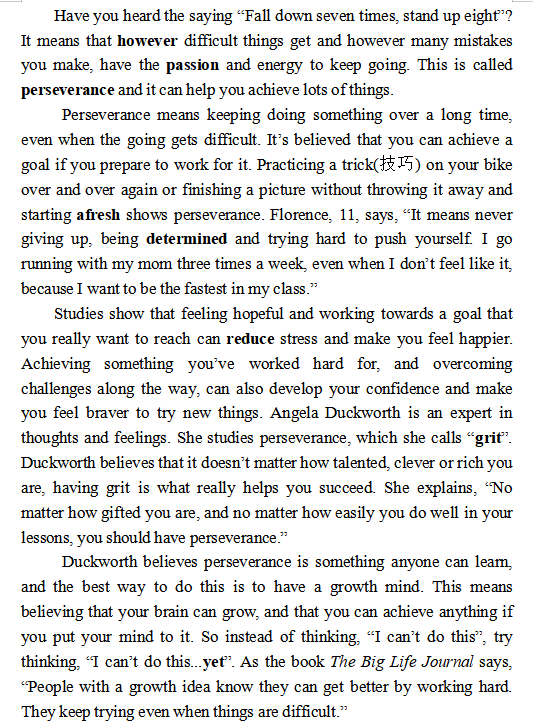 Have you heard the saying “Fall down seven times, stand up eight”?
It means that however difficult things get and however many mistakes
you make, have the passion and energy to keep going. This is called
perseverance and it can help you achieve lots of things.
Perseverance means keeping doing something over a long time,
even when the going gets difficult. It’s believed that you can achieve a
goal if you prepare to work for it. Practicing a trick(技巧) on your bike
over and over again or finishing a picture without throwing it away and
starting afresh shows perseverance. Florence, 11, says, “It means never
giving up, being determined and trying hard to push yourself. I go
running with my mom three times a week, even when I don’t feel like it,
because I want to be the fastest in my class.”
Studies show that feeling hopeful and working towards a goal that
you really want to reach can reduce stress and make you feel happier.
Achieving something you’ve worked hard for, and overcoming
challenges along the way, can also develop your confidence and make
you feel braver to try new things. Angela Duckworth is an expert in
thoughts and feelings. She studies perseverance, which she calls “grit”.
Duckworth believes that it doesn’t matter how talented, clever or rich you
are, having grit is what really helps you succeed. She explains, “No
matter how gifted you are, and no matter how easily you do well in your
lessons, you should have perseverance.”
Duckworth believes perseverance is something anyone can learn,
and the best way to do this is to have a growth mind. This means
believing that your brain can grow, and that you can achieve anything if
you put your mind to it. So instead of thinking, “I can’t do this”, try
thinking, “I can’t do this...yet”. As the book The Big Life Journal says,
“People with a growth idea know they can get better by working hard.
They keep trying even when things are difficult.”